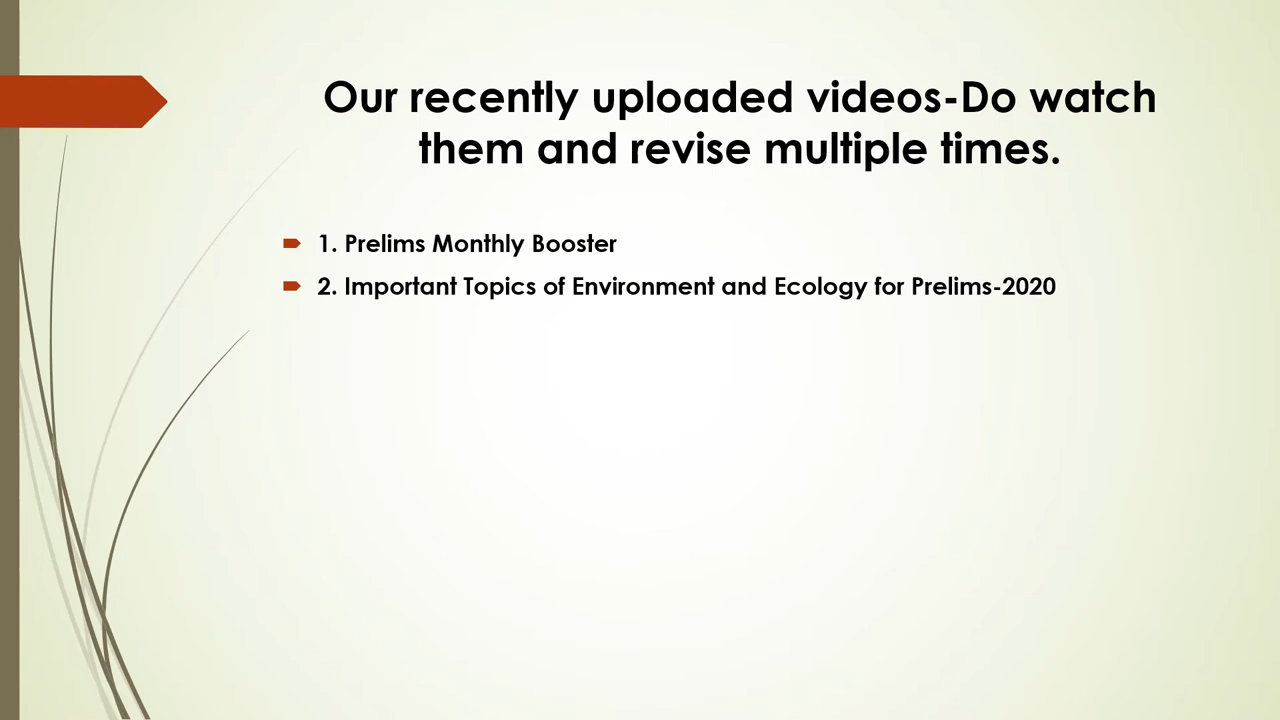 Our recently uploaded videos-Do watch
them and revise multiple times.
1. Prelims Monthly Booster
2. Important Topics of Environment and Ecology for Prelims-2020